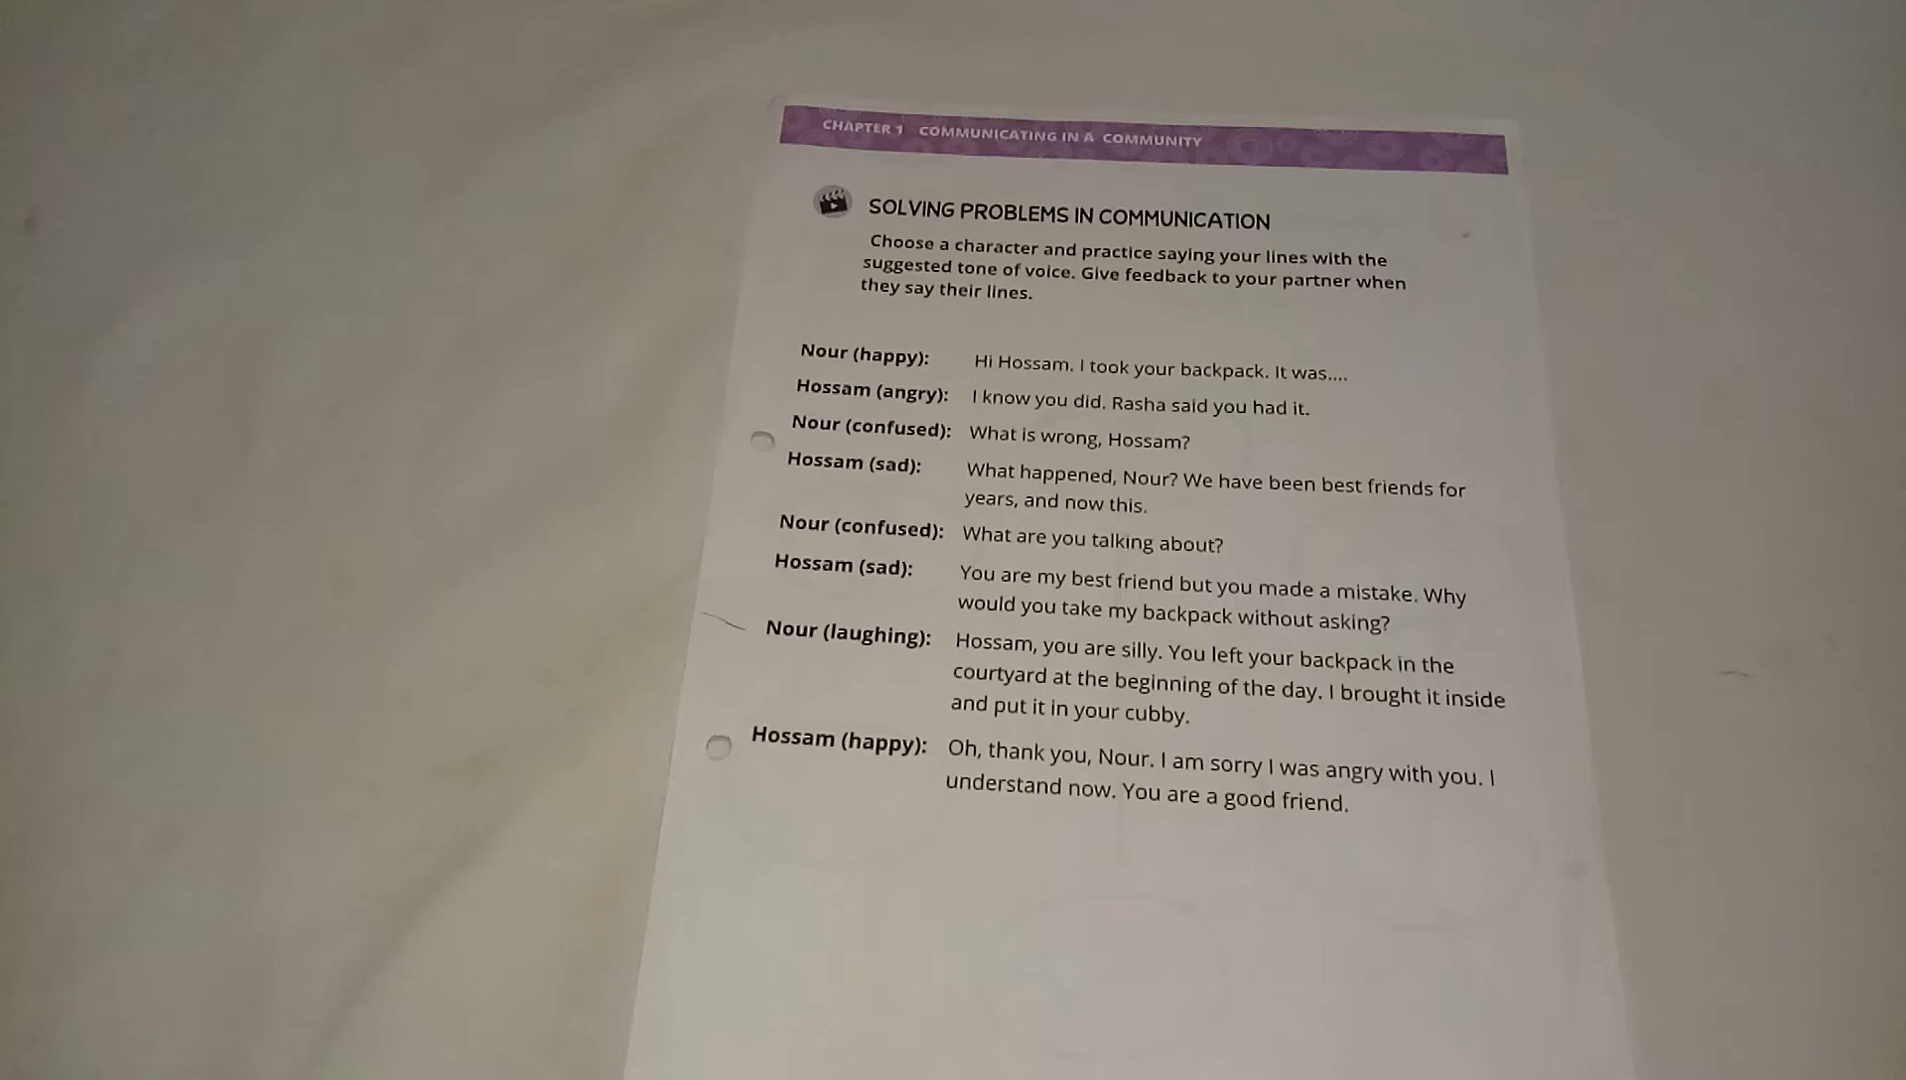 CHAPTER 1 COMMUNICATING IN A COMMUNITY
SOLVING PROBLEMS IN COMMUNICATION
Choose a character and practice saying your lines with the
suggested tone of voice. Give feedback to your partner when
they say their lines.
Nour (happy): Hi Hossam. I took your backpack. It was....
Hossam (angry): I know you did. Rasha said you had it.
Nour (confused): What is wrong, Hossam?
Hossam (sad): What happened, Nour? We have been best friends for
years, and now this.
Nour (confused): What are you talking about?
Hossam (sad): You are my best friend but you made a mistake. Why
would you take my backpack without asking?
Nour (laughing): Hossam, you are silly. You left your backpack in the
courtyard at the beginning of the day. I brought it inside
and put it in your cubby.
Hossam (happy): Oh, thank you, Nour. I am sorry I was angry with you. I
understand now. You are a good friend.